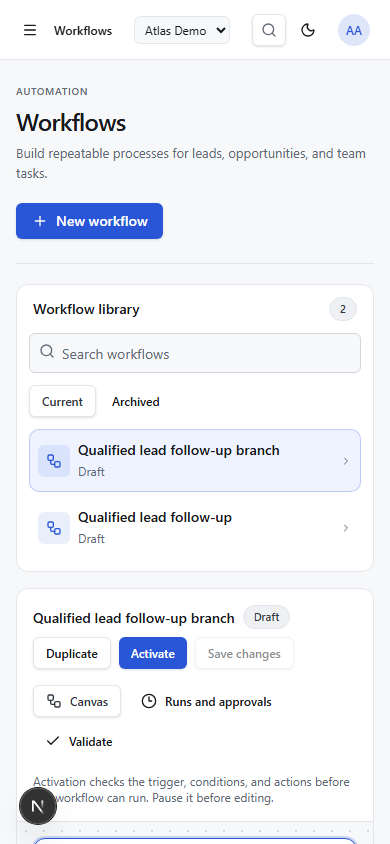 Workflows
Atlas Demo
AA
AUTOMATION
Workflows
Build repeatable processes for leads, opportunities, and team
tasks.
New workflow
Workflow library
2
Search workflows
Current
Archived
Qualified lead follow-up branch
Draft
Qualified lead follow-up
Draft
Qualified lead follow-up branch
Draft
Duplicate
Activate
Save changes
Canvas
Runs and approvals
Validate
Activation checks the trigger, conditions, and actions before
workflow can run. Pause it before editing.
N